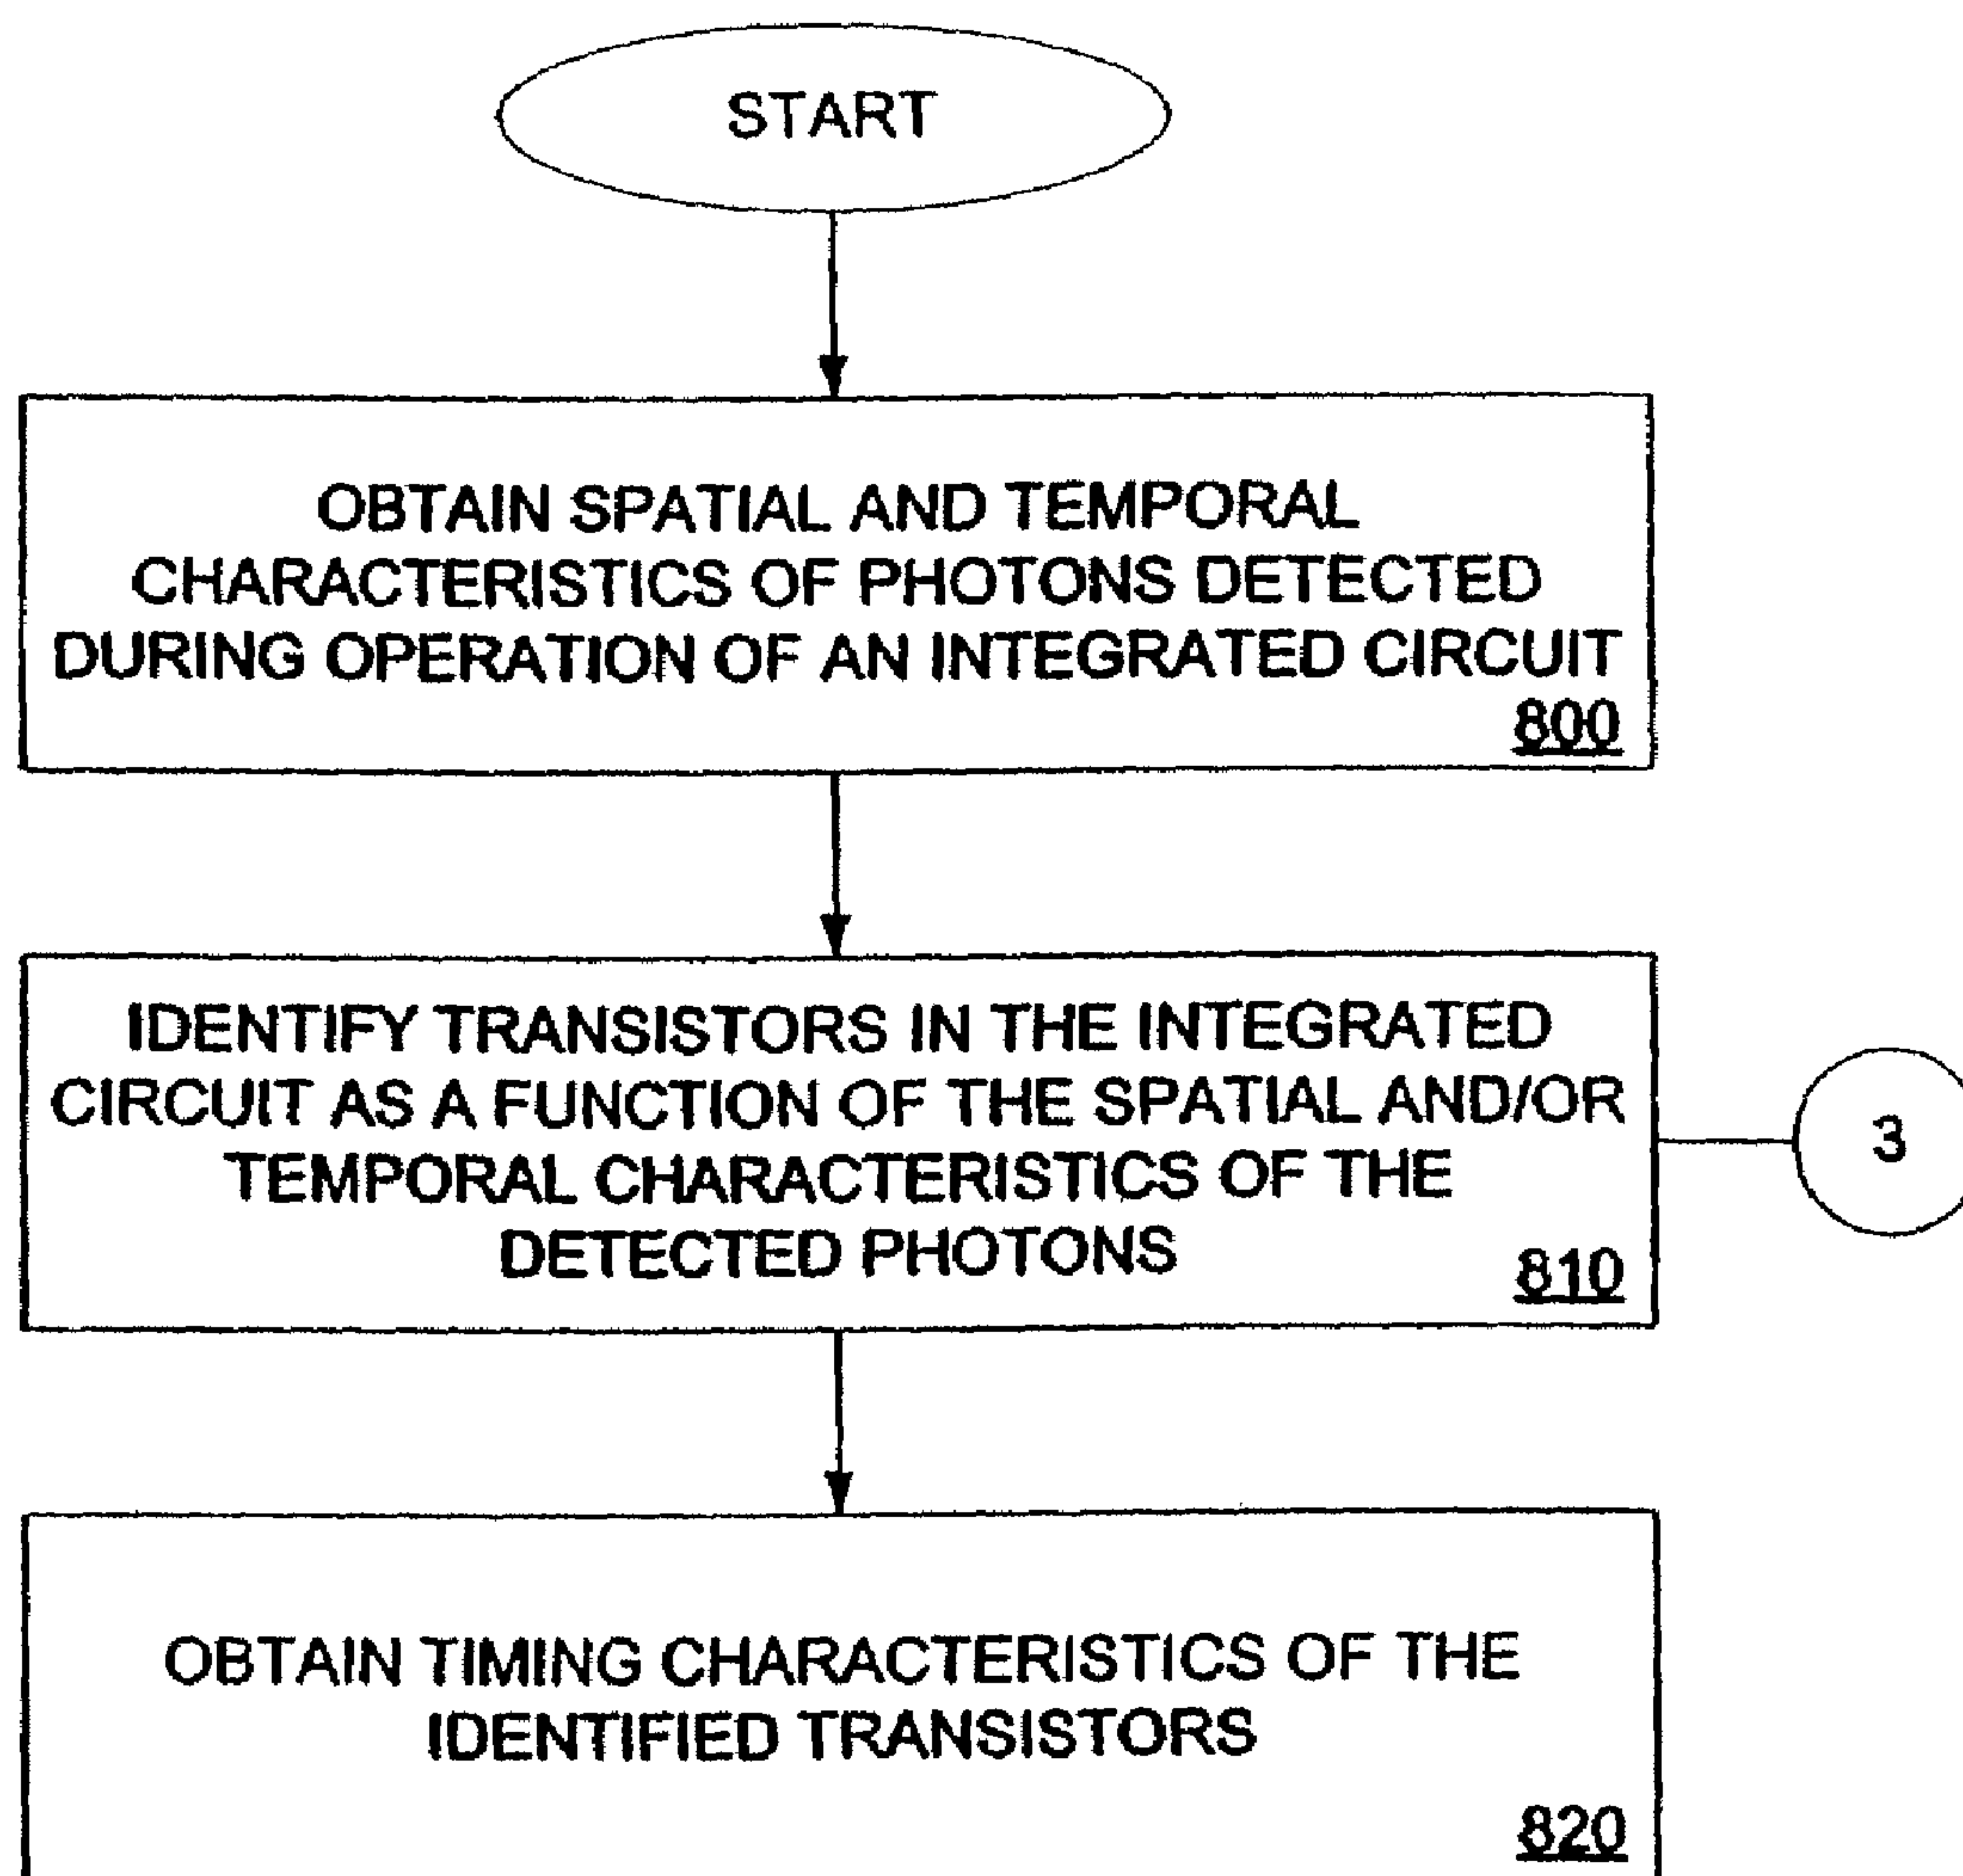 START
OBTAIN SPATIAL AND TEMPORAL
CHARACTERISTICS OF PHOTONS DETECTED
DURING OPERATION OF AN INTEGRATED CIRCUIT
800
IDENTIFY TRANSISTORS IN THE INTEGRATED
CIRCUIT AS A FUNCTION OF THE SPATIAL AND/OR
TEMPORAL CHARACTERISTICS OF THE
DETECTED PHOTONS
810
3
OBTAIN TIMING CHARACTERISTICS OF THE
IDENTIFIED TRANSISTORS
820